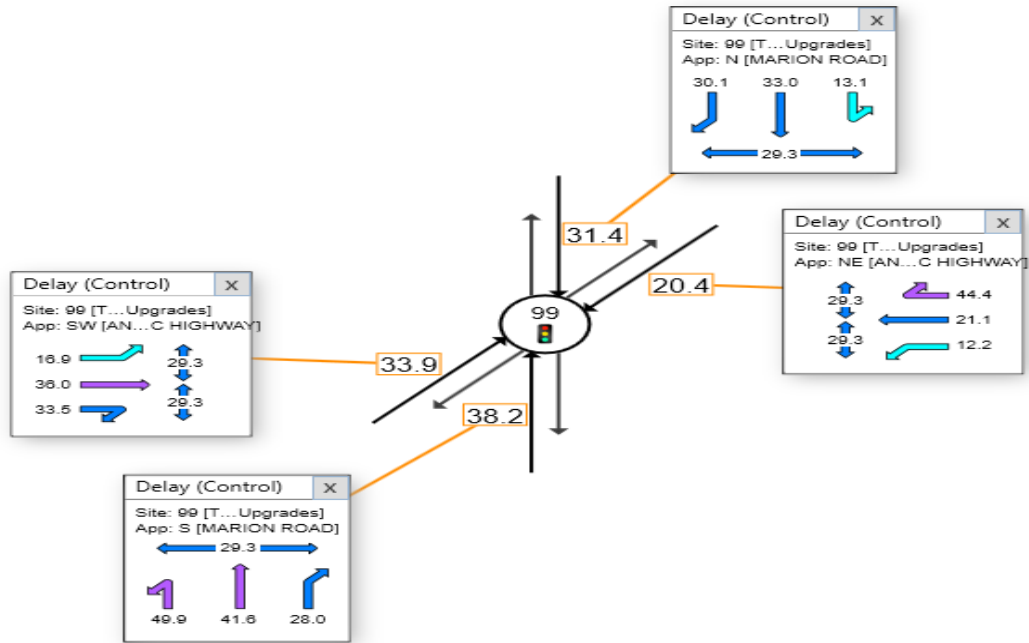 Delay (Control) X
Site: 99 [T...Upgrades]
App: N [MARION ROAD]
30.1 33.0 13.1
29.3
31.4
Delay (Control) X
Site: 99 [T...Upgrades]
App: NE [AN...C HIGHWAY]
29.3
29.3
44.4
21.1
12.2
20.4
99
Delay (Control) X
Site: 99 [T...Upgrades]
App: SW [AN...C HIGHWAY]
16.9
36.0
33.5
29.3
29.3
33.9
38.2
Delay (Control) X
Site: 99 [T...Upgrades]
App: S [MARION ROAD]
29.3
49.9 41.6 28.0